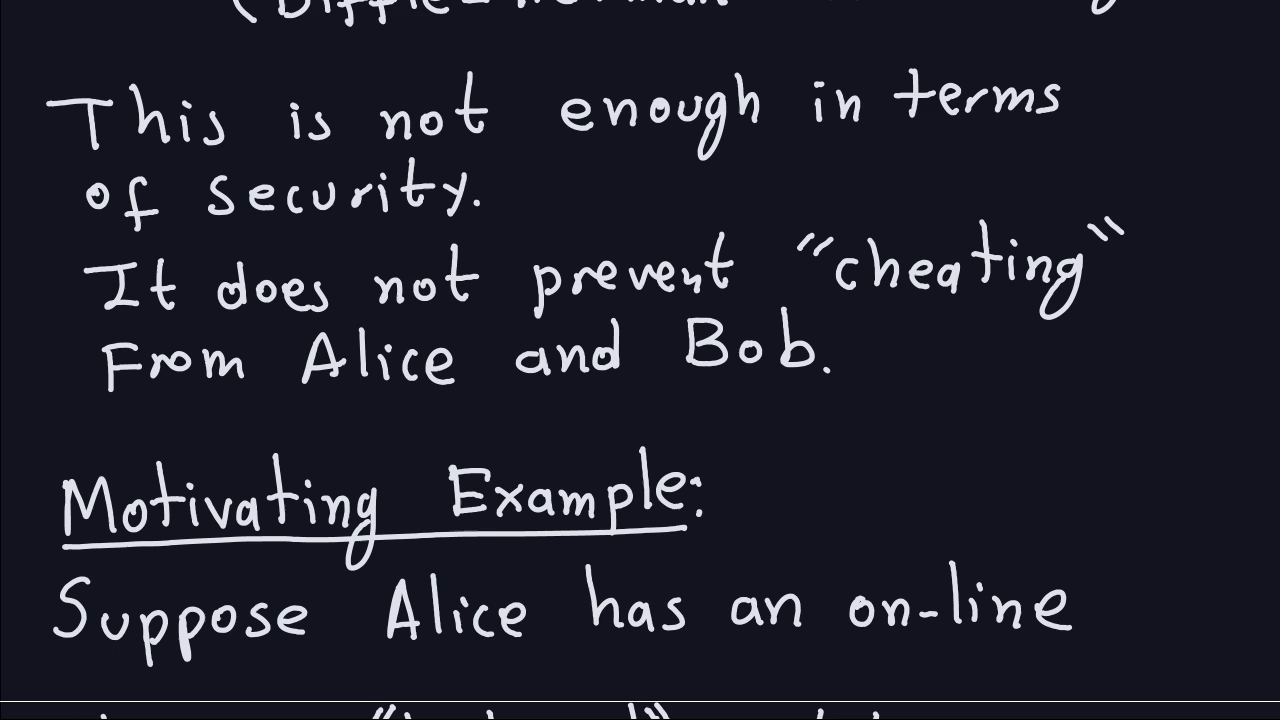 This is not enough in terms
of security.
It does not prevent "cheating"
From Alice and Bob.
Motivating Example:
Suppose Alice has an on-line